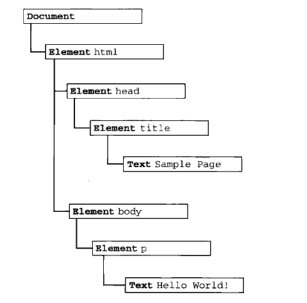 Document
Element html
Element head
Element title
Text Sample Page
Element body
Element p
Text Hello World!